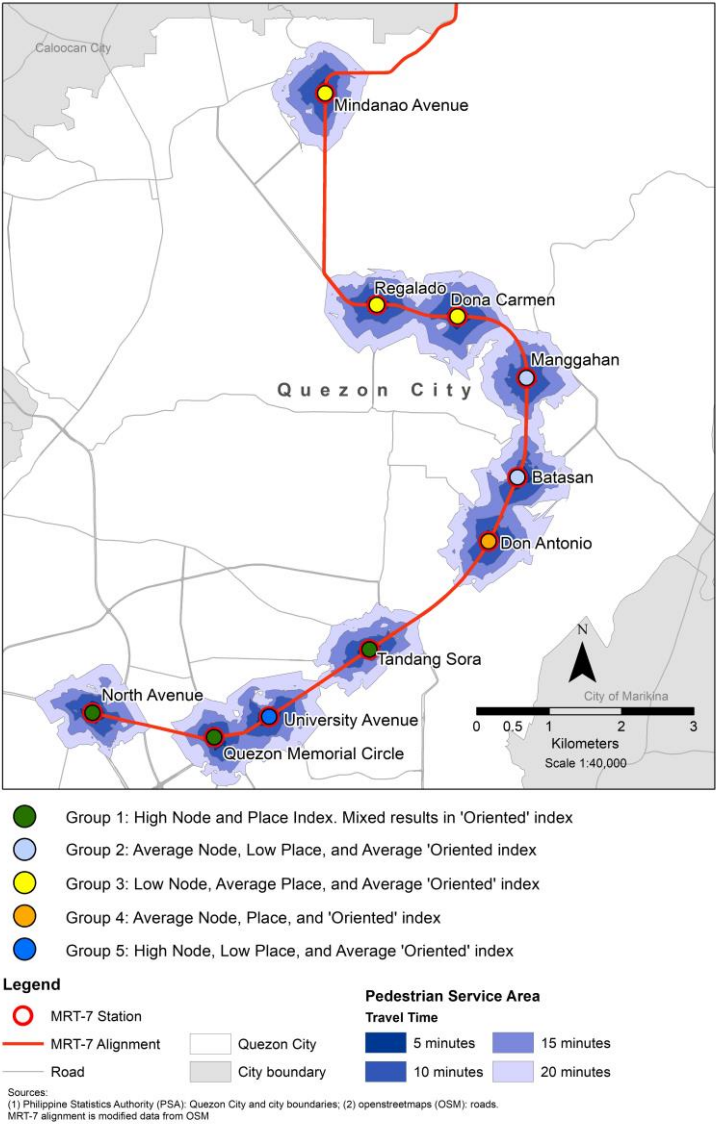 Caloocan City
Mindanao Avenue
Regalado
Dona Carmen
Manggahan
Quezon City
Batasan
Don Antonio
N
Tandang Sora
City of Marikina
North Avenue
University Avenue
Quezon Memorial Circle
0 0.5 1 2 3
Kilometers
Scale 1:40,000
Group 1: High Node and Place Index. Mixed results in 'Oriented' index
Group 2: Average Node, Low Place, and Average 'Oriented index
Group 3: Low Node, Average Place, and Average 'Oriented' index
Group 4: Average Node, Place, and 'Oriented' index
Group 5: High Node, Low Place, and Average 'Oriented' index
Legend
MRT-7 Station
MRT-7 Alignment
Road
Quezon City
City boundary
Pedestrian Service Area
Travel Time
5 minutes
10 minutes
15 minutes
20 minutes
Sources:
(1) Philippine Statistics Authority (PSA): Quezon City and city boundaries; (2) openstreetmaps (OSM): roads.
MRT-7 alignment is modified data from OSM